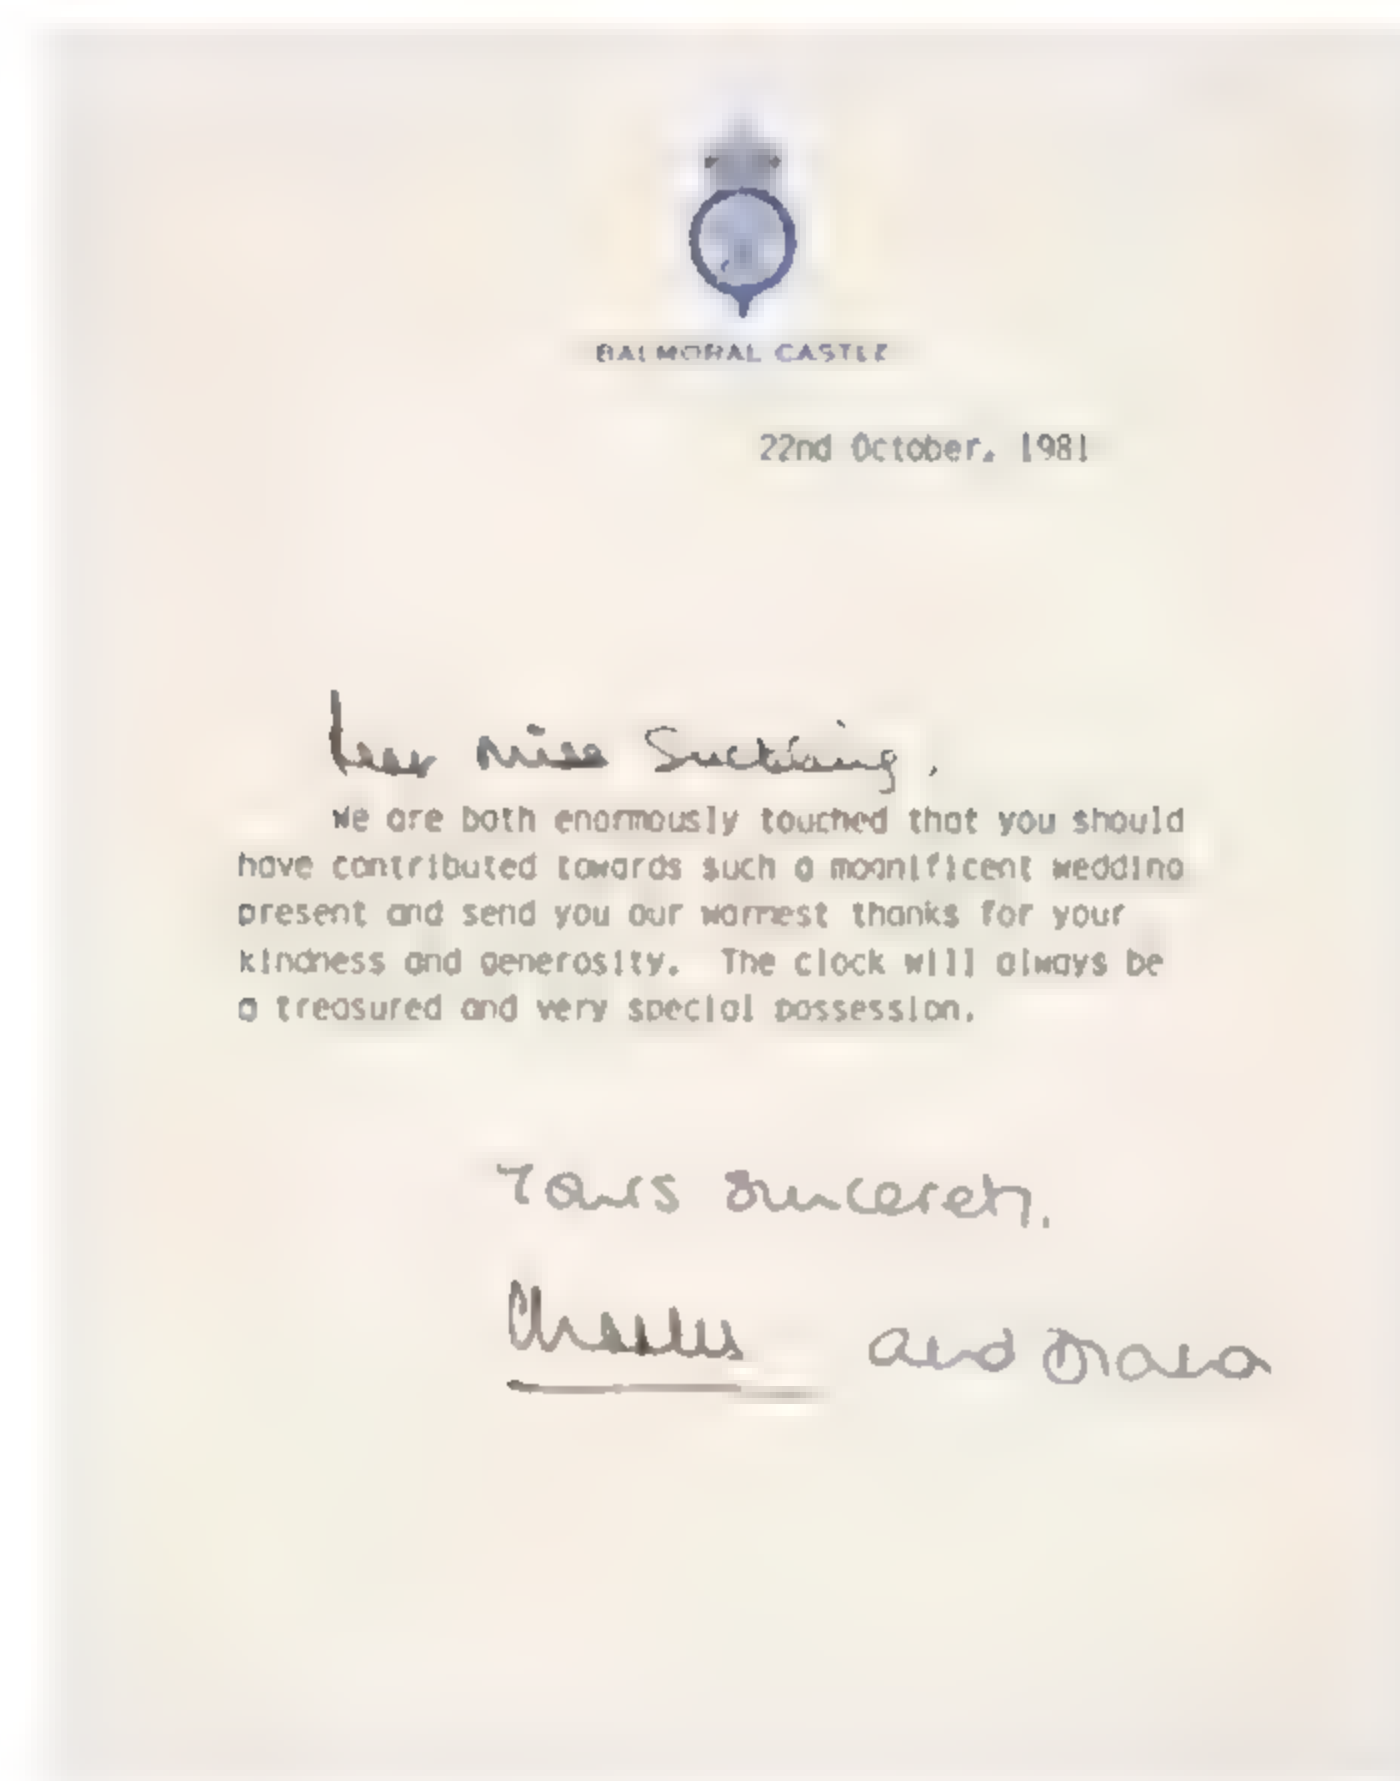 BALMORAL CASTLE
22nd October, 1981
Dear Miss Suckling,
We are both enormously touched that you should
have contributed towards such a magnificent wedding
present and send you our warmest thanks for your
kindness and generosity. The clock will always be
a treasured and very special possession.
Yours sincerely,
Charles and Diana